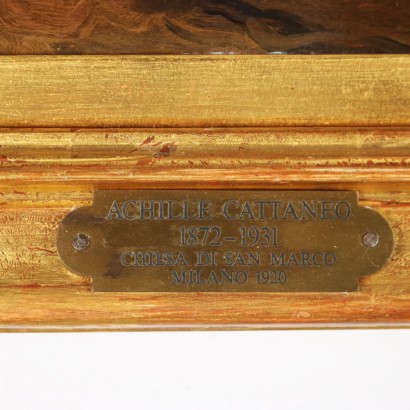 ACHILLE CATTANEO
1872-1931
CHIESA DI SAN MARCO
MILANO 1920